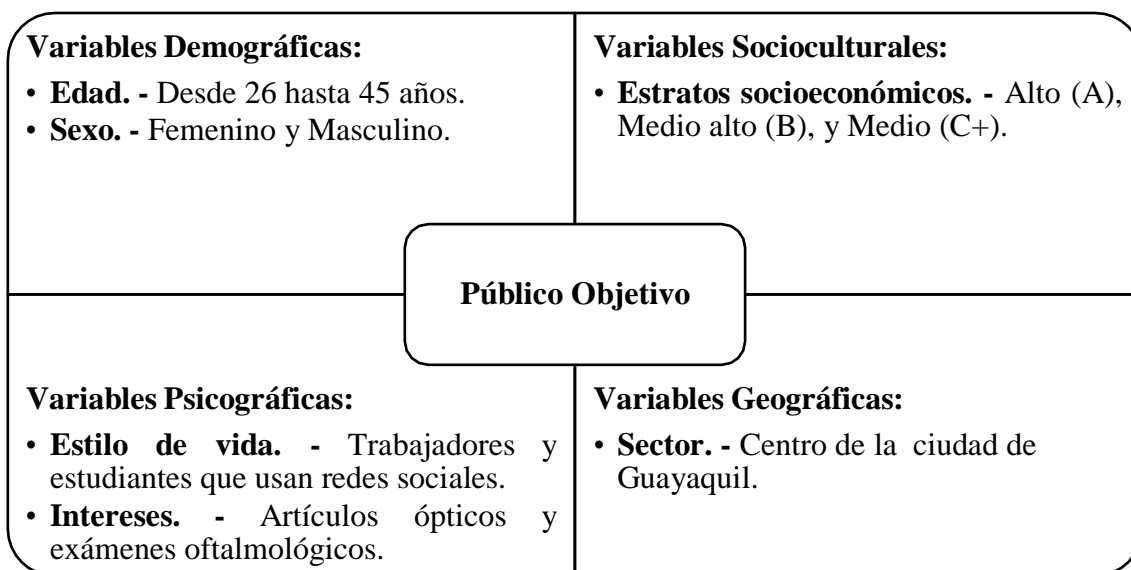 Variables Demográficas:
• Edad. - Desde 26 hasta 45 años.
• Sexo. - Femenino y Masculino.
Variables Socioculturales:
• Estratos socioeconómicos. - Alto (A),
Medio alto (B), y Medio (C+).
Público Objetivo
Variables Psicográficas:
• Estilo de vida. - Trabajadores y
estudiantes que usan redes sociales.
• Intereses. - Artículos ópticos y
exámenes oftalmológicos.
Variables Geográficas:
• Sector. - Centro de la ciudad de
Guayaquil.